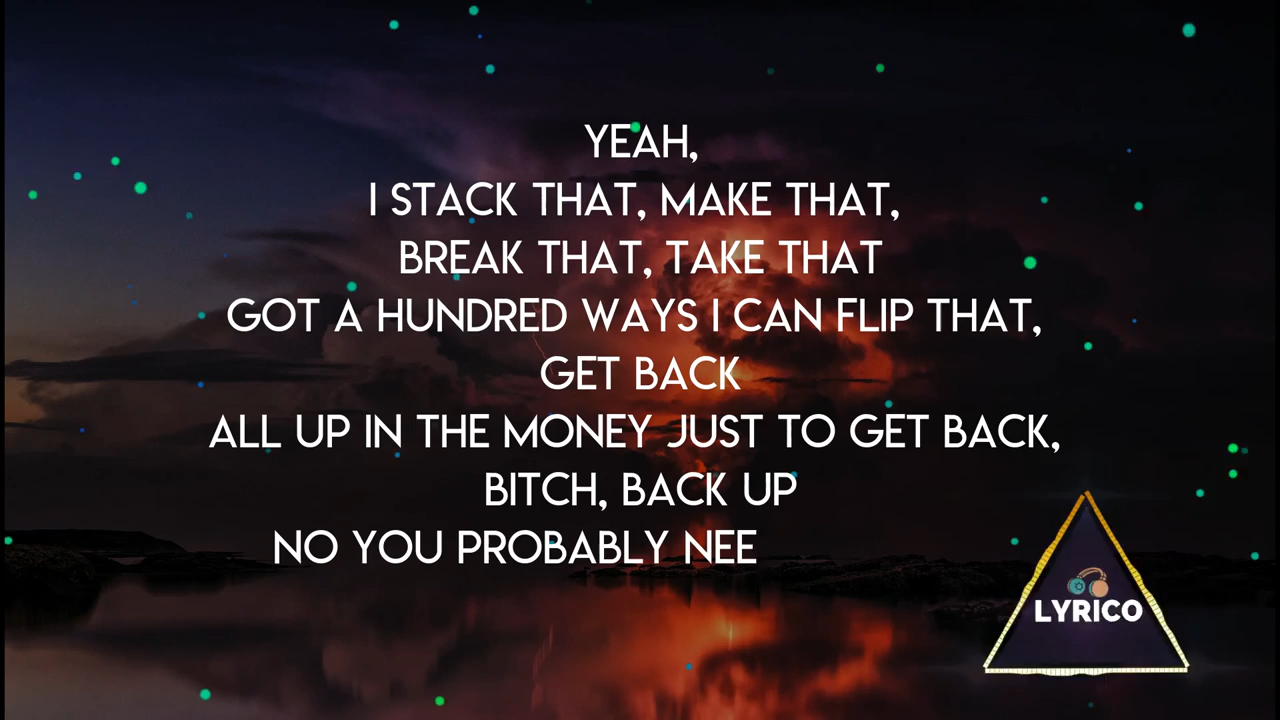 YEAH,
I STACK THAT, MAKE THAT,
BREAK THAT, TAKE THAT
GOT A HUNDRED WAYS I CAN FLIP THAT,
GET BACK
ALL UP IN THE MONEY JUST TO GET BACK,
BITCH, BACK UP
NO YOU PROBABLY NEE
LYRICO